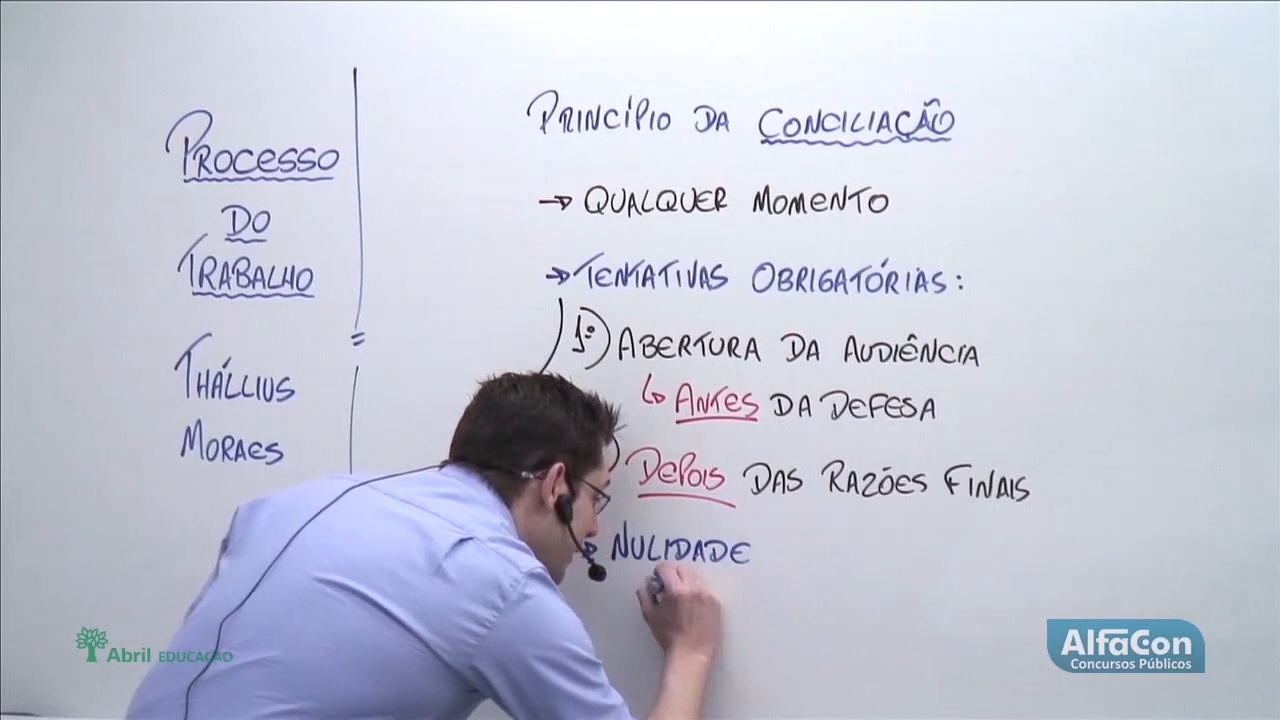 PROCESSO
DO
TRABALHO
THÁLLIUS
MORAES
PRINCÍPIO DA CONCILIAÇÃO
→ QUALQUER MOMENTO
→ TENTATIVAS OBRIGATÓRIAS:
1º) ABERTURA DA AUDIÊNCIA
↳ ANTES DA DEFESA
) DEPOIS DAS RAZÕES FINAIS
NULIDADE
Abril EDUCAÇÃO
AlfaCon
Concursos Públicos